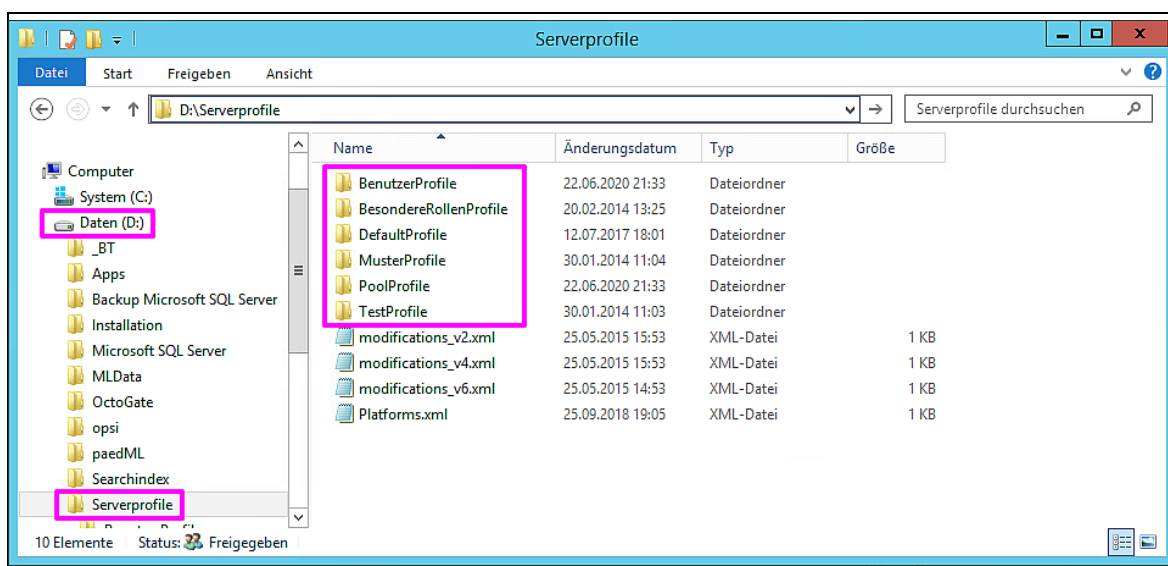 Serverprofile
Datei Start Freigeben Ansicht
D:\Serverprofile Serverprofile durchsuchen
Name Änderungsdatum Typ Größe
Computer
System (C:)
Daten (D:)
_BT
Apps
Backup Microsoft SQL Server
Installation
Microsoft SQL Server
MLData
OctoGate
opsi
paedML
Searchindex
Serverprofile
BenutzerProfile 22.06.2020 21:33 Dateiordner
BesondereRollenProfile 20.02.2014 13:25 Dateiordner
DefaultProfile 12.07.2017 18:01 Dateiordner
MusterProfile 30.01.2014 11:04 Dateiordner
PoolProfile 22.06.2020 21:33 Dateiordner
TestProfile 30.01.2014 11:03 Dateiordner
modifications_v2.xml 25.05.2015 15:53 XML-Datei 1 KB
modifications_v4.xml 25.05.2015 15:53 XML-Datei 1 KB
modifications_v6.xml 25.05.2015 14:53 XML-Datei 1 KB
Platforms.xml 25.09.2018 19:05 XML-Datei 1 KB
10 Elemente Status: Freigegeben